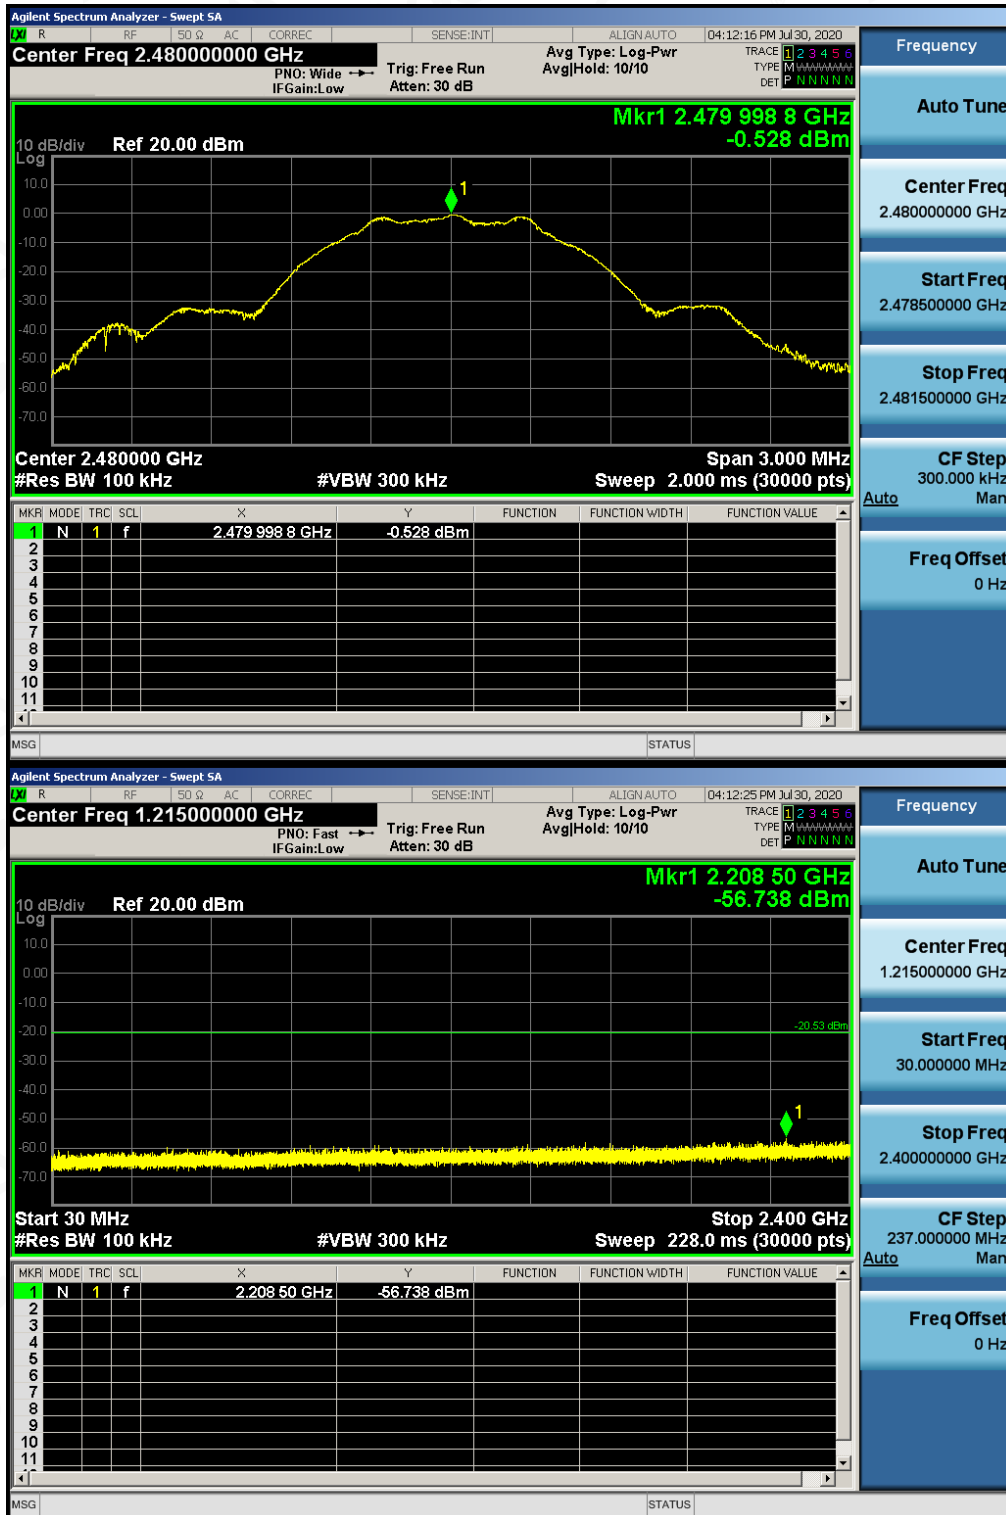 Agilent Spectrum Analyzer - Swept SA
LXI R RF 50 Ω AC CORREC SENSE:INT ALIGN AUTO 04:12:16 PM Jul 30, 2020
Center Freq 2.480000000 GHz
PNO: Wide Trig: Free Run Avg Type: Log-Pwr TRACE 1 2 3 4 5 6
IFGain:Low Atten: 30 dB Avg|Hold: 10/10 TYPE M WWWWW
DET P N N N N N
Mkr1 2.479 998 8 GHz
-0.528 dBm
10 dB/div Ref 20.00 dBm
Log
10.0
1
0.00
-10.0
-20.0
-30.0
-40.0
-50.0
-60.0
-70.0
Center 2.480000 GHz Span 3.000 MHz
#Res BW 100 kHz #VBW 300 kHz Sweep 2.000 ms (30000 pts)
MKR MODE TRC SCL X Y FUNCTION FUNCTION WIDTH FUNCTION VALUE
1 N 1 f 2.479 998 8 GHz -0.528 dBm
2
3
4
5
6
7
8
9
10
11
MSG STATUS
Frequency
Auto Tune
Center Freq
2.480000000 GHz
Start Freq
2.478500000 GHz
Stop Freq
2.481500000 GHz
CF Step
300.000 kHz
Auto Man
Freq Offset
0 Hz
Agilent Spectrum Analyzer - Swept SA
LXI R RF 50 Ω AC CORREC SENSE:INT ALIGN AUTO 04:12:25 PM Jul 30, 2020
Center Freq 1.215000000 GHz
PNO: Fast Trig: Free Run Avg Type: Log-Pwr TRACE 1 2 3 4 5 6
IFGain:Low Atten: 30 dB Avg|Hold: 10/10 TYPE M WWWWW
DET P N N N N N
Mkr1 2.208 50 GHz
-56.738 dBm
10 dB/div Ref 20.00 dBm
Log
10.0
0.00
-10.0
-20.0
-20.53 dBm
-30.0
-40.0
-50.0
1
-60.0
-70.0
Start 30 MHz Stop 2.400 GHz
#Res BW 100 kHz #VBW 300 kHz Sweep 228.0 ms (30000 pts)
MKR MODE TRC SCL X Y FUNCTION FUNCTION WIDTH FUNCTION VALUE
1 N 1 f 2.208 50 GHz -56.738 dBm
2
3
4
5
6
7
8
9
10
11
MSG STATUS
Frequency
Auto Tune
Center Freq
1.215000000 GHz
Start Freq
30.000000 MHz
Stop Freq
2.400000000 GHz
CF Step
237.000000 MHz
Auto Man
Freq Offset
0 Hz